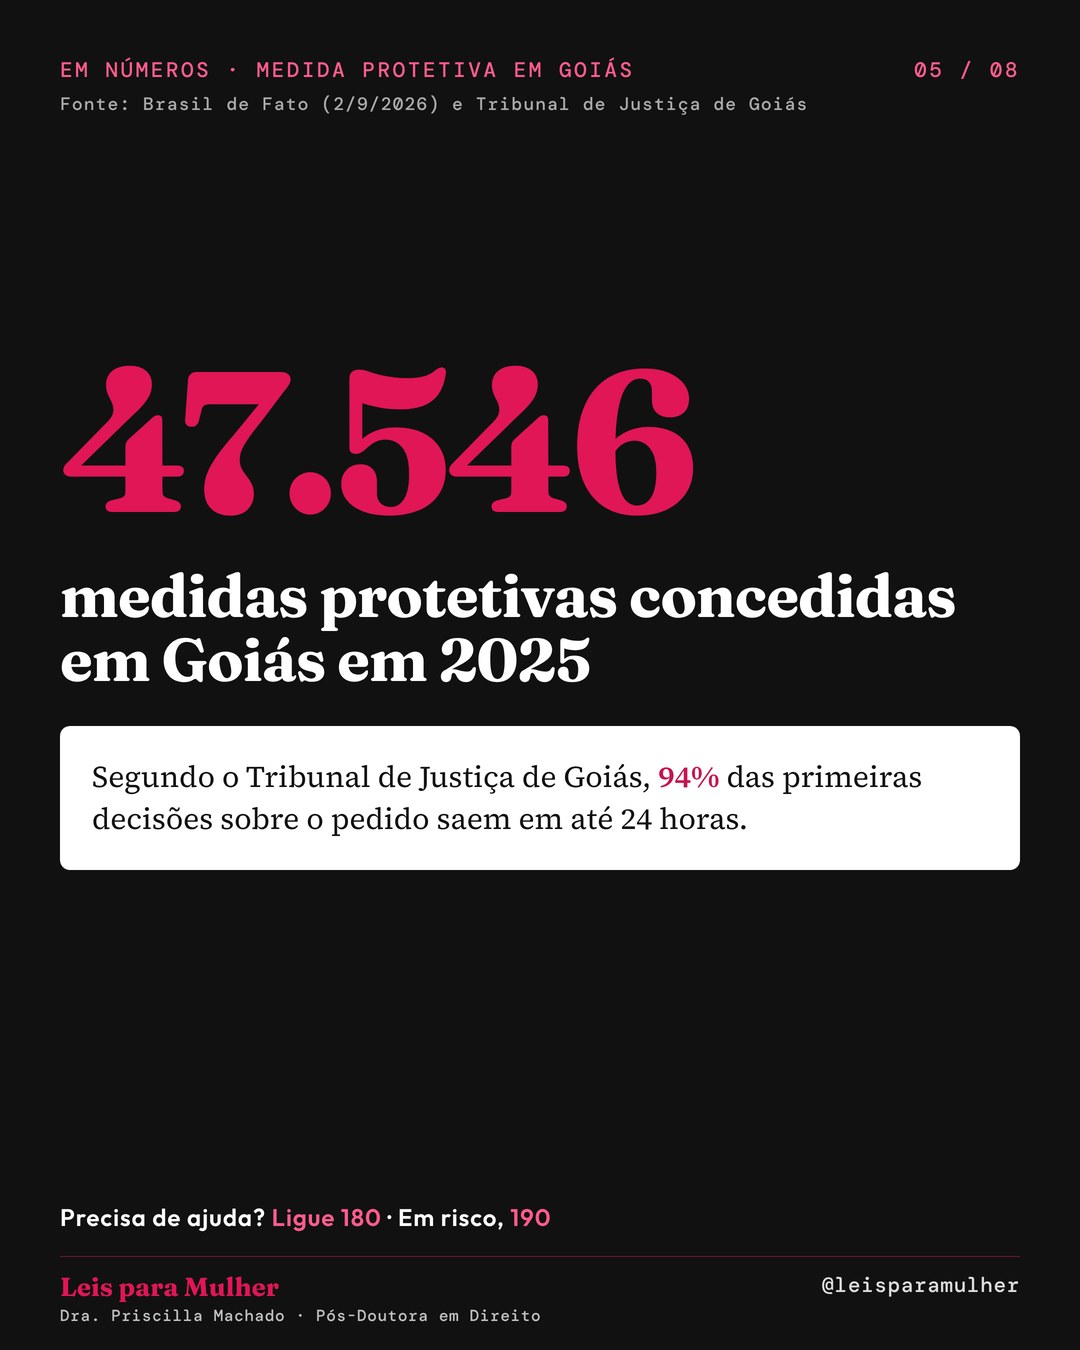 EM NÚMEROS · MEDIDA PROTETIVA EM GOIÁS
05 / 08
Fonte: Brasil de Fato (2/9/2026) e Tribunal de Justiça de Goiás
47.546
medidas protetivas concedidas
em Goiás em 2025
Segundo o Tribunal de Justiça de Goiás, 94% das primeiras
decisões sobre o pedido saem em até 24 horas.
Precisa de ajuda? Ligue 180 · Em risco, 190
Leis para Mulher
@leisparamulher
Dra. Priscilla Machado · Pós-Doutora em Direito